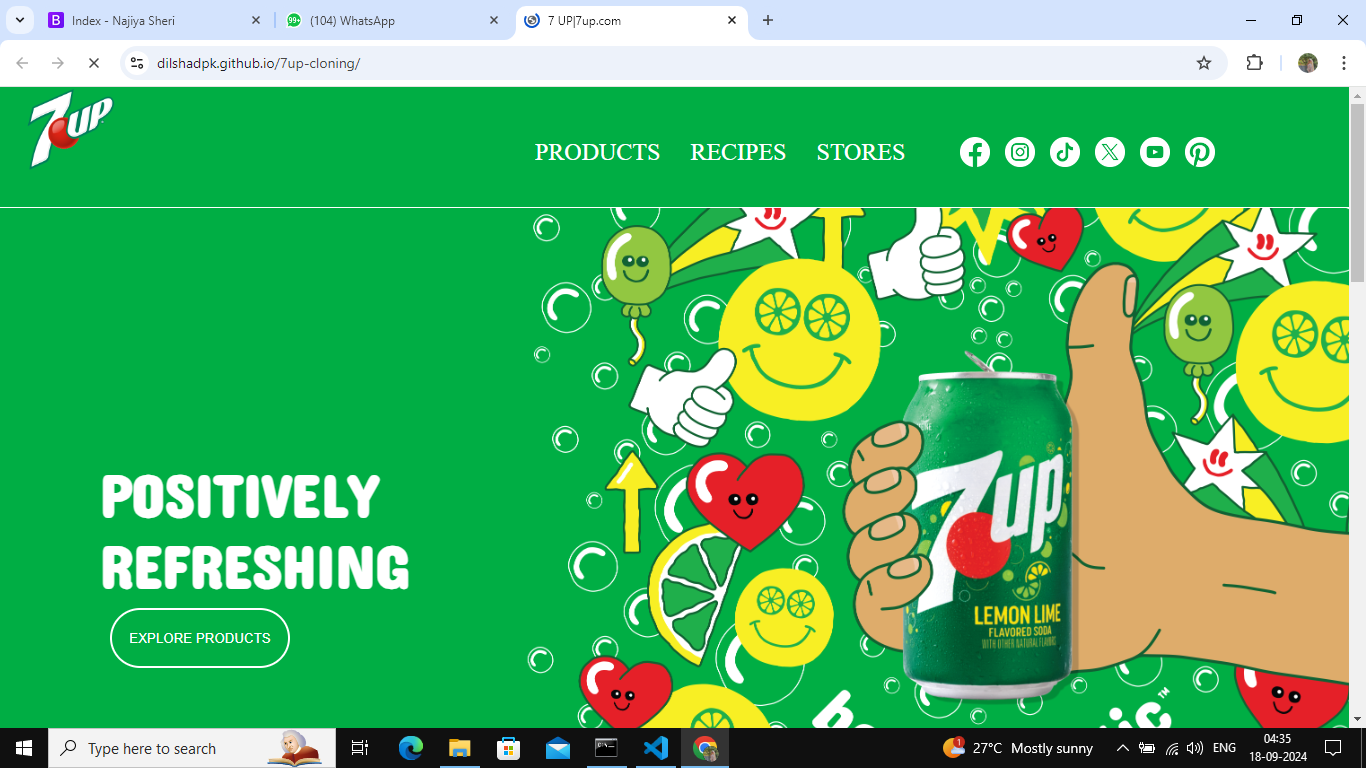 Index - Najiya Sheri
99+
(104) WhatsApp
7 UP|7up.com
dilshadpk.github.io/7up-cloning/
7UP
PRODUCTS
RECIPES
STORES
POSITIVELY
REFRESHING
EXPLORE PRODUCTS
7up
LEMON LIME
FLAVORED SODA
WITH OTHER NATURAL FLAVORS
Type here to search
1
27°C Mostly sunny
ENG
04:35
18-09-2024